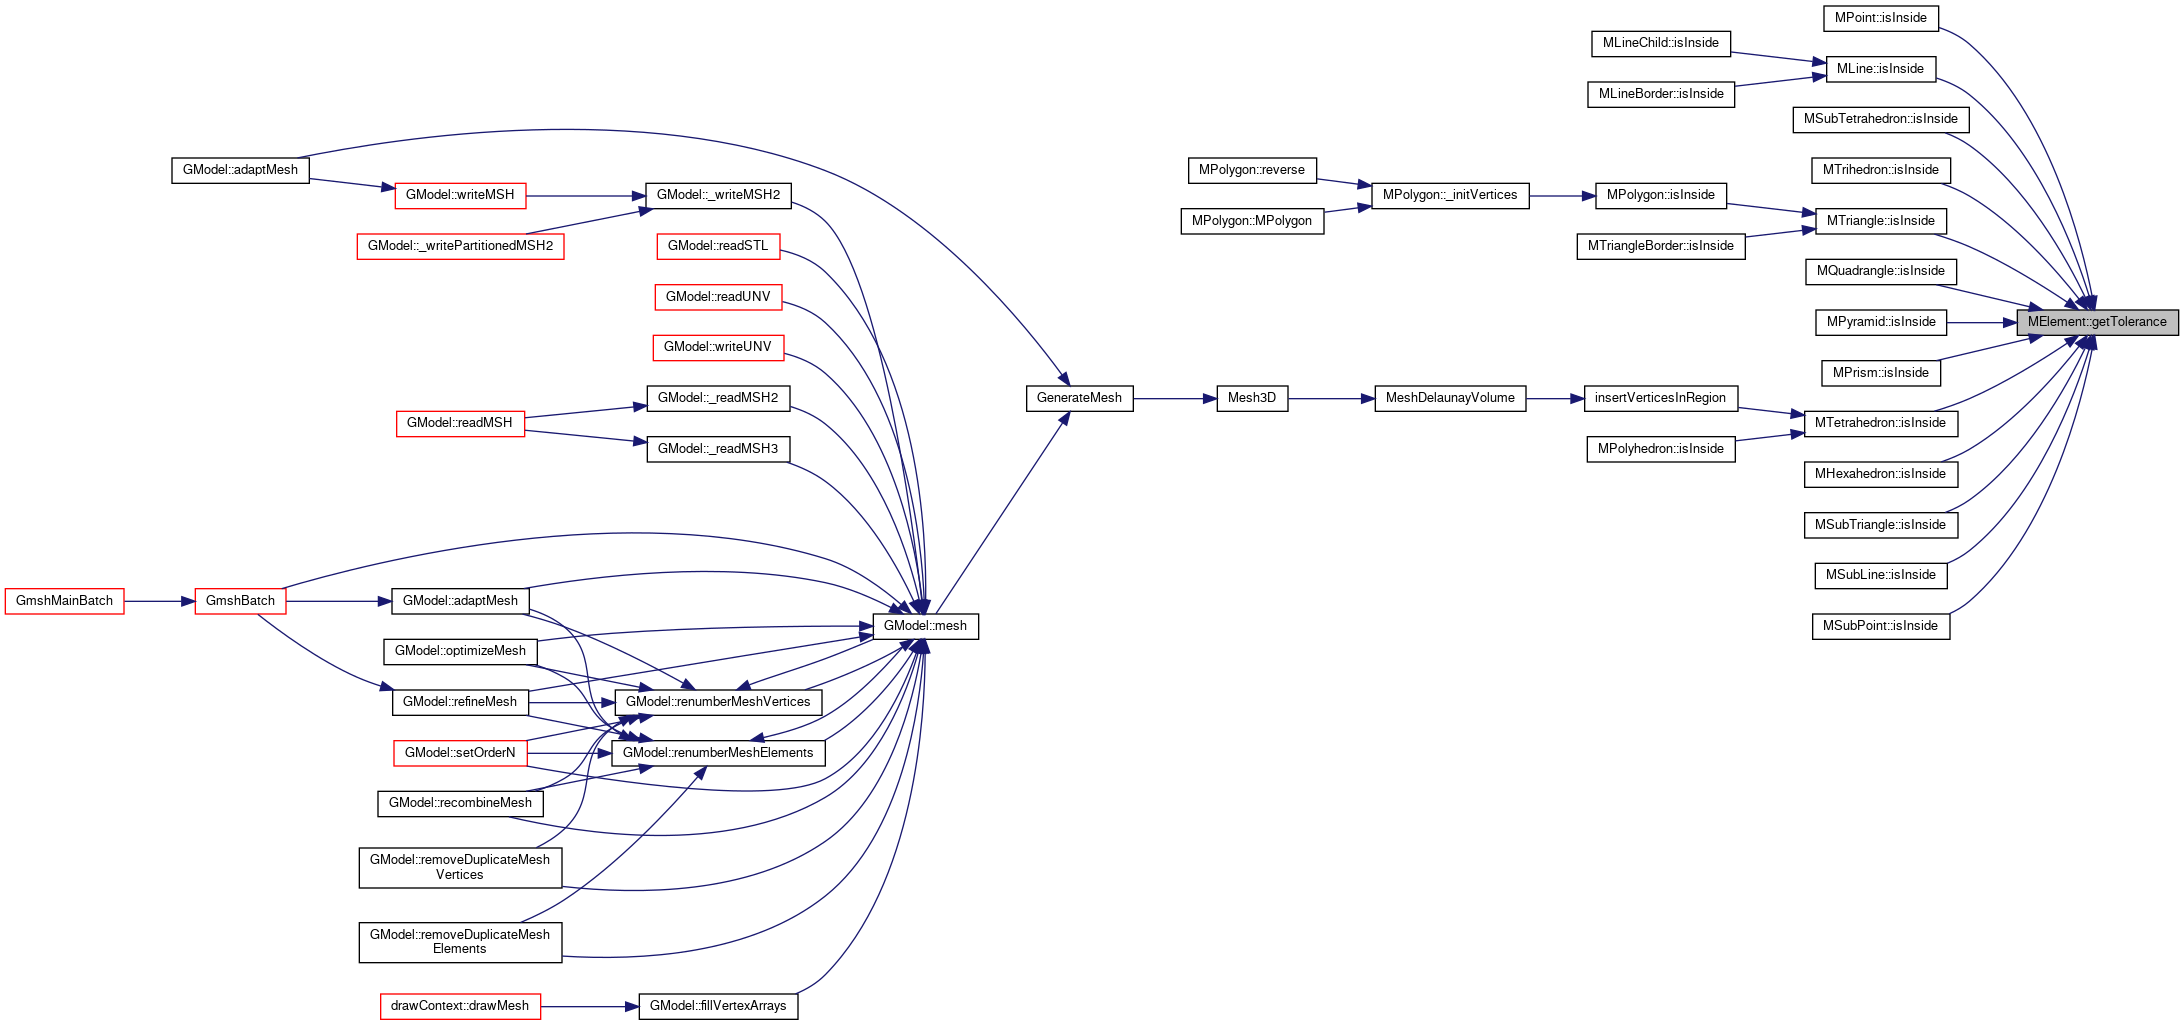 MPoint::isInside
MLineChild::isInside
MLine::isInside
MLineBorder::isInside
MSubTetrahedron::isInside
GModel::adaptMesh
MPolygon::reverse
MTrihedron::isInside
GModel::writeMSH
GModel::_writeMSH2
MPolygon::_initVertices
MPolygon::isInside
MPolygon::MPolygon
MTriangle::isInside
GModel::_writePartitionedMSH2
GModel::readSTL
MTriangleBorder::isInside
MQuadrangle::isInside
GModel::readUNV
MPyramid::isInside
MElement::getTolerance
GModel::writeUNV
MPrism::isInside
GModel::_readMSH2
GenerateMesh
Mesh3D
MeshDelaunayVolume
insertVerticesInRegion
GModel::readMSH
MTetrahedron::isInside
GModel::_readMSH3
MPolyhedron::isInside
MHexahedron::isInside
MSubTriangle::isInside
MSubLine::isInside
GmshMainBatch
GmshBatch
GModel::adaptMesh
GModel::mesh
MSubPoint::isInside
GModel::optimizeMesh
GModel::refineMesh
GModel::renumberMeshVertices
GModel::setOrderN
GModel::renumberMeshElements
GModel::recombineMesh
GModel::removeDuplicateMesh
Vertices
GModel::removeDuplicateMesh
Elements
drawContext::drawMesh
GModel::fillVertexArrays